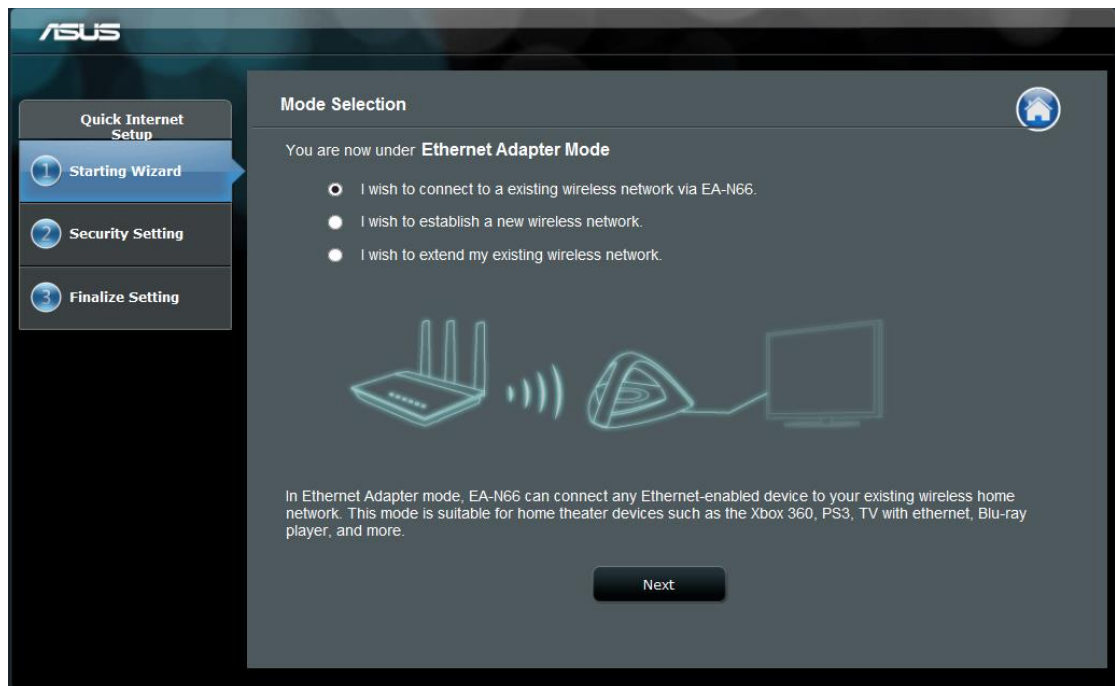 ASUS
Quick Internet
Setup
1 Starting Wizard
2 Security Setting
3 Finalize Setting
Mode Selection
You are now under Ethernet Adapter Mode
I wish to connect to a existing wireless network via EA-N66.
I wish to establish a new wireless network.
I wish to extend my existing wireless network.
In Ethernet Adapter mode, EA-N66 can connect any Ethernet-enabled device to your existing wireless home
network. This mode is suitable for home theater devices such as the Xbox 360, PS3, TV with ethernet, Blu-ray
player, and more.
Next